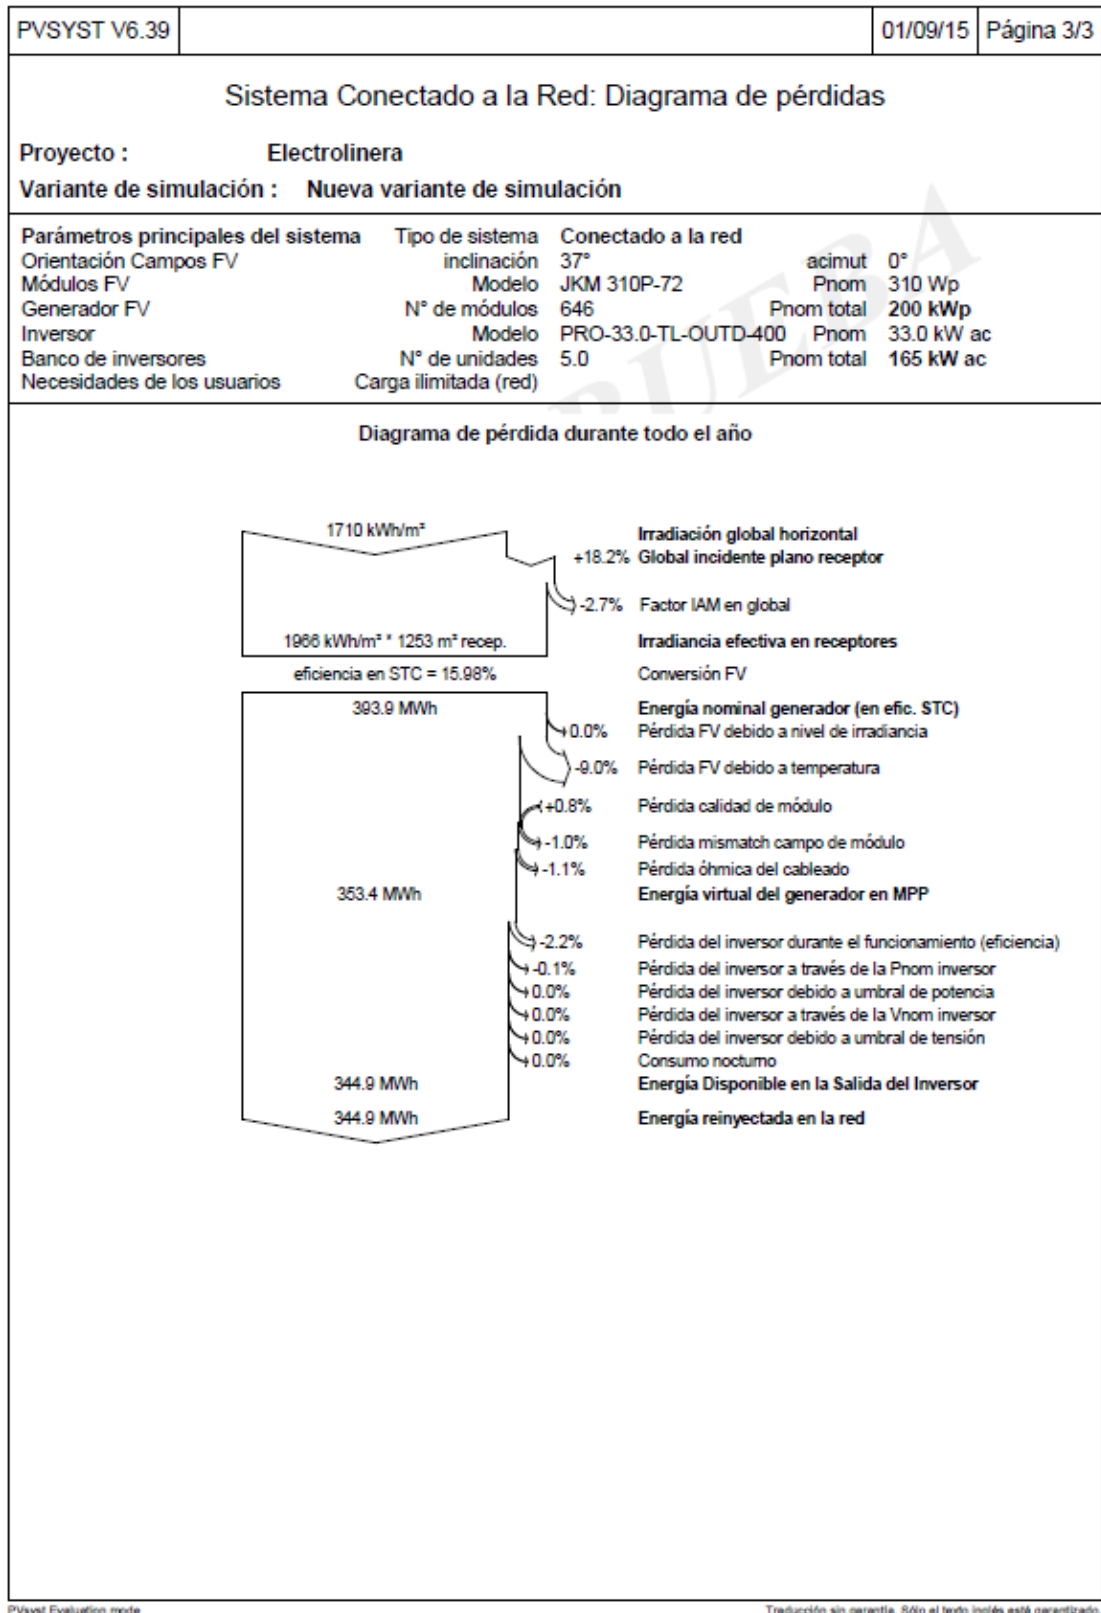 PVSYST V6.39 01/09/15 Página 3/3
Sistema Conectado a la Red: Diagrama de pérdidas
Proyecto : Electrolinera
Variante de simulación : Nueva variante de simulación
Parámetros principales del sistema Tipo de sistema Conectado a la red
Orientación Campos FV inclinación 37° acimut 0°
Módulos FV Modelo JKM 310P-72 Pnom 310 Wp
Generador FV N° de módulos 646 Pnom total 200 kWp
Inversor Modelo PRO-33.0-TL-OUTD-400 Pnom 33.0 kW ac
Banco de inversores N° de unidades 5.0 Pnom total 165 kW ac
Necesidades de los usuarios Carga ilimitada (red)
PRUEBA
Diagrama de pérdida durante todo el año
1710 kWh/m² Irradiación global horizontal
+18.2% Global incidente plano receptor
-2.7% Factor IAM en global
1966 kWh/m² * 1253 m² recep. Irradiancia efectiva en receptores
eficiencia en STC = 15.98% Conversión FV
393.9 MWh Energía nominal generador (en efic. STC)
0.0% Pérdida FV debido a nivel de irradiancia
-9.0% Pérdida FV debido a temperatura
+0.8% Pérdida calidad de módulo
-1.0% Pérdida mismatch campo de módulo
-1.1% Pérdida óhmica del cableado
353.4 MWh Energía virtual del generador en MPP
-2.2% Pérdida del inversor durante el funcionamiento (eficiencia)
-0.1% Pérdida del inversor a través de la Pnom inversor
0.0% Pérdida del inversor debido a umbral de potencia
0.0% Pérdida del inversor a través de la Vnom inversor
0.0% Pérdida del inversor debido a umbral de tensión
0.0% Consumo nocturno
344.9 MWh Energía Disponible en la Salida del Inversor
344.9 MWh Energía reinyectada en la red
PVsyst Evaluation mode Traducción sin garantía, Sólo el texto inglés está garantizado.